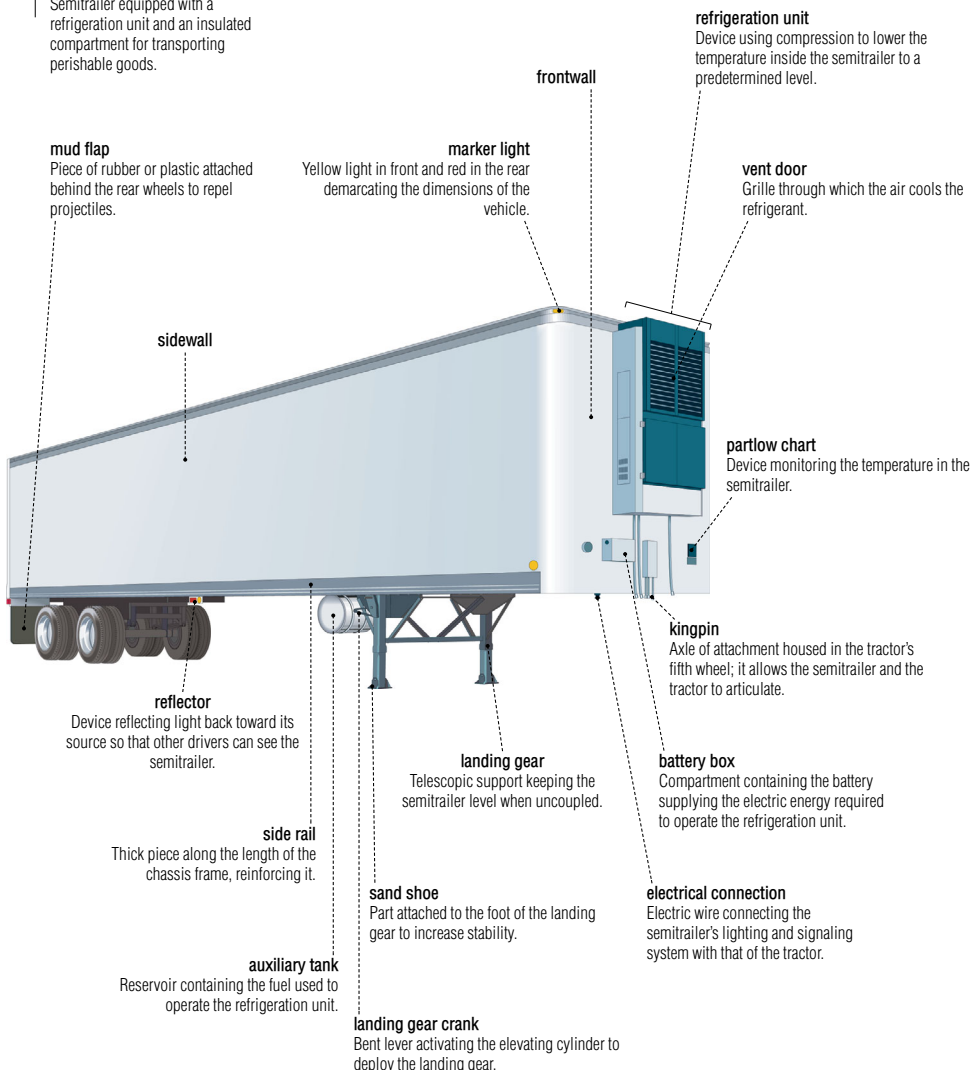 Semitrailer equipped with a
refrigeration unit and an insulated
compartment for transporting
perishable goods.
refrigeration unit
Device using compression to lower the
temperature inside the semitrailer to a
predetermined level.
frontwall
mud flap
Piece of rubber or plastic attached
behind the rear wheels to repel
projectiles.
marker light
Yellow light in front and red in the rear
demarcating the dimensions of the
vehicle.
vent door
Grille through which the air cools the
refrigerant.
sidewall
partlow chart
Device monitoring the temperature in the
semitrailer.
kingpin
Axle of attachment housed in the tractor's
fifth wheel; it allows the semitrailer and the
tractor to articulate.
reflector
Device reflecting light back toward its
source so that other drivers can see the
semitrailer.
landing gear
Telescopic support keeping the
semitrailer level when uncoupled.
battery box
Compartment containing the battery
supplying the electric energy required
to operate the refrigeration unit.
side rail
Thick piece along the length of the
chassis frame, reinforcing it.
sand shoe
Part attached to the foot of the landing
gear to increase stability.
electrical connection
Electric wire connecting the
semitrailer's lighting and signaling
system with that of the tractor.
auxiliary tank
Reservoir containing the fuel used to
operate the refrigeration unit.
landing gear crank
Bent lever activating the elevating cylinder to
deploy the landing gear.